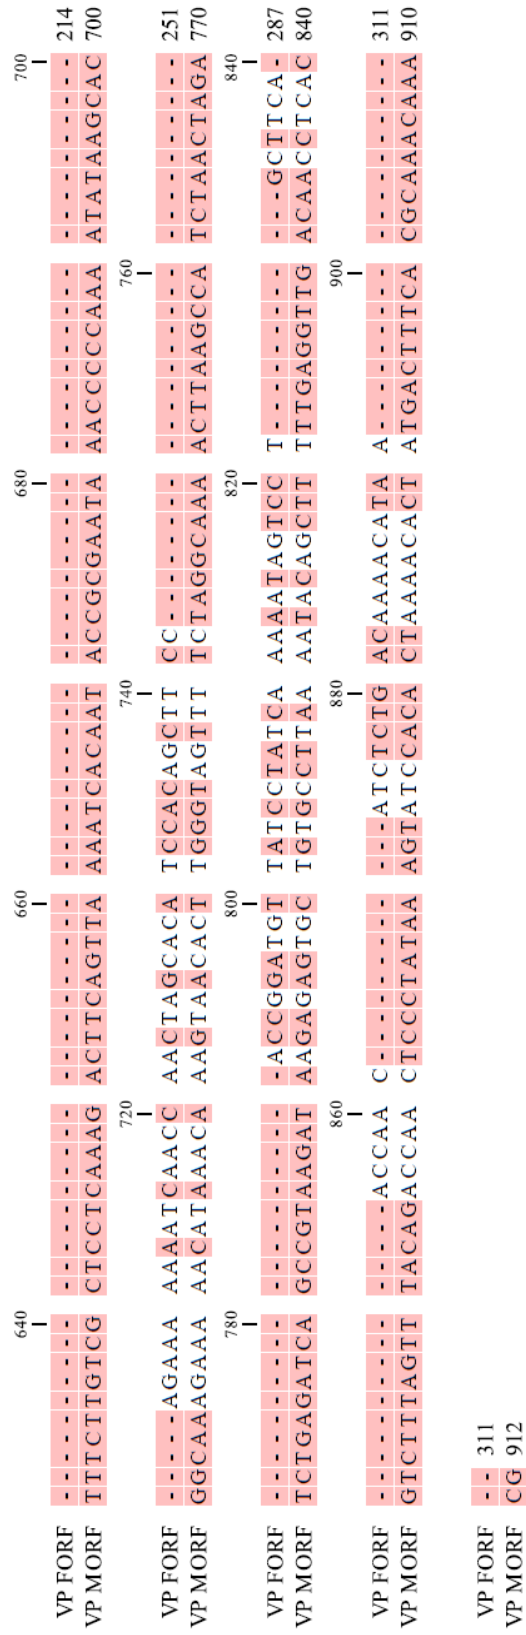 640 660 680 700
VP FORF ---------- ---------- ---------- ---------- ---------- ---------- ---------- 214
VP MORF TTTCTTGTCG CTCCTCAAAG ACTTCAGTTA AAATCACAAT ACCGCGAATA AACCCCCAAA ATATAAGCAC 700
720 740 760
VP FORF -----AGAAA AAAATCAACC AACTAGCACA TCCACAGCTT CC-------- ---------- ---------- 251
VP MORF GGCAAAGAAA AACATAAACA AAGTAACACT TGGGTAGTTT TCTAGGCAAA ACTTAAGCCA TCTAACTAGA 770
780 800 820 840
VP FORF ---------- ---------- -ACCGGATGT TATCCTATCA AAAATAGTCC T--------- ---GCTTCA- 287
VP MORF TCTGAGATCA GCCGTAAGAT AAGAGAGTGC TGTGCCTTAA AATACAGCTT TTTGAGGTTG ACAACCTCAC 840
860 880 900
VP FORF ---------- -----ACCAA C--------- ---ATCTCTG ACAAAACATA A--------- ---------- 311
VP MORF GTCTTTAGTT TACAGACCAA CTCCCTATAA AGTATCCACA CTAAAACACT ATGACTTTCA CGCAAACAAA 910
VP FORF -- 311
VP MORF CG 912